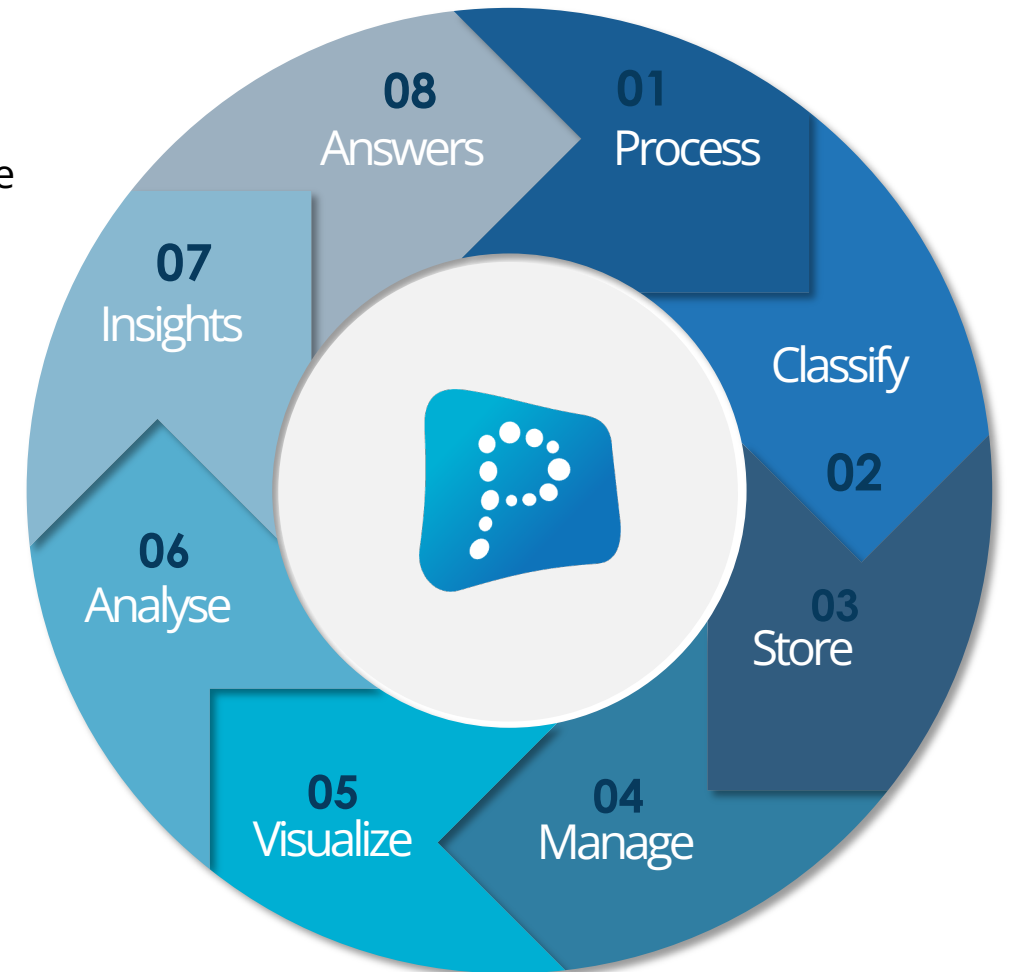 01
Process
Classify
02
03
Store
04
Manage
05
Visualize
06
Analyse
07
Insights
08
Answers
e
P